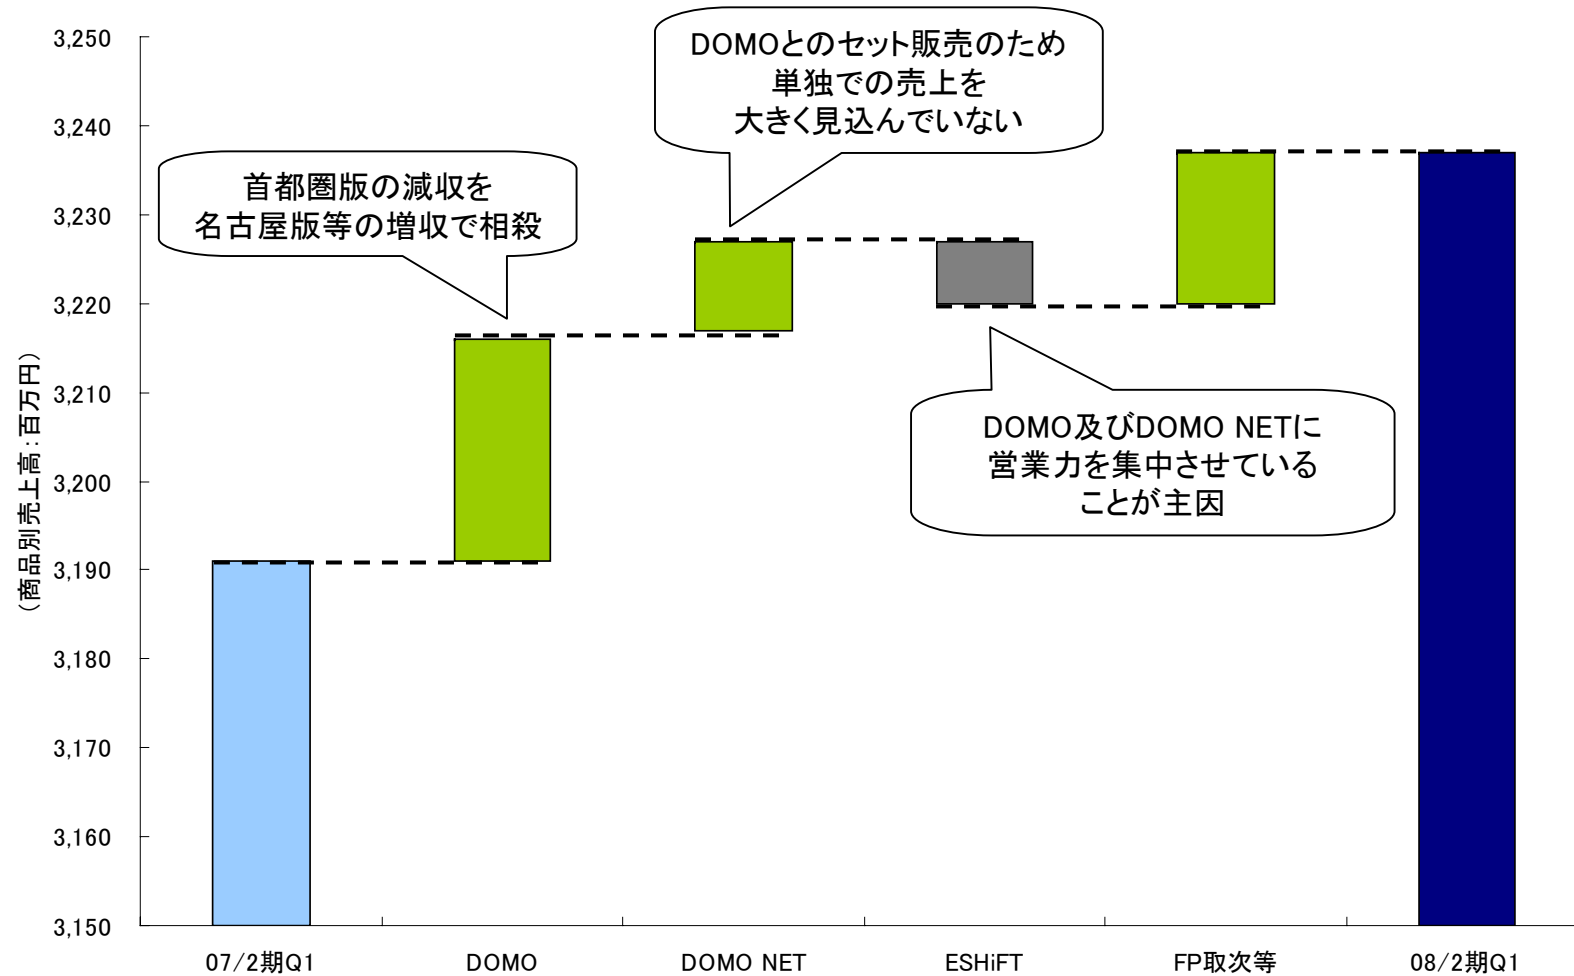 3,250
3,240
3,230
3,220
3,210
3,200
3,190
3,180
3,170
3,160
3,150
（商品別売上高：百万円）
首都圏版の減収を
名古屋版等の増収で相殺
DOMOとのセット販売のため
単独での売上を
大きく見込んでいない
DOMO及びDOMO NETに
営業力を集中させている
ことが主因
07/2期Q1
DOMO
DOMO NET
ESHiFT
FP取次等
08/2期Q1